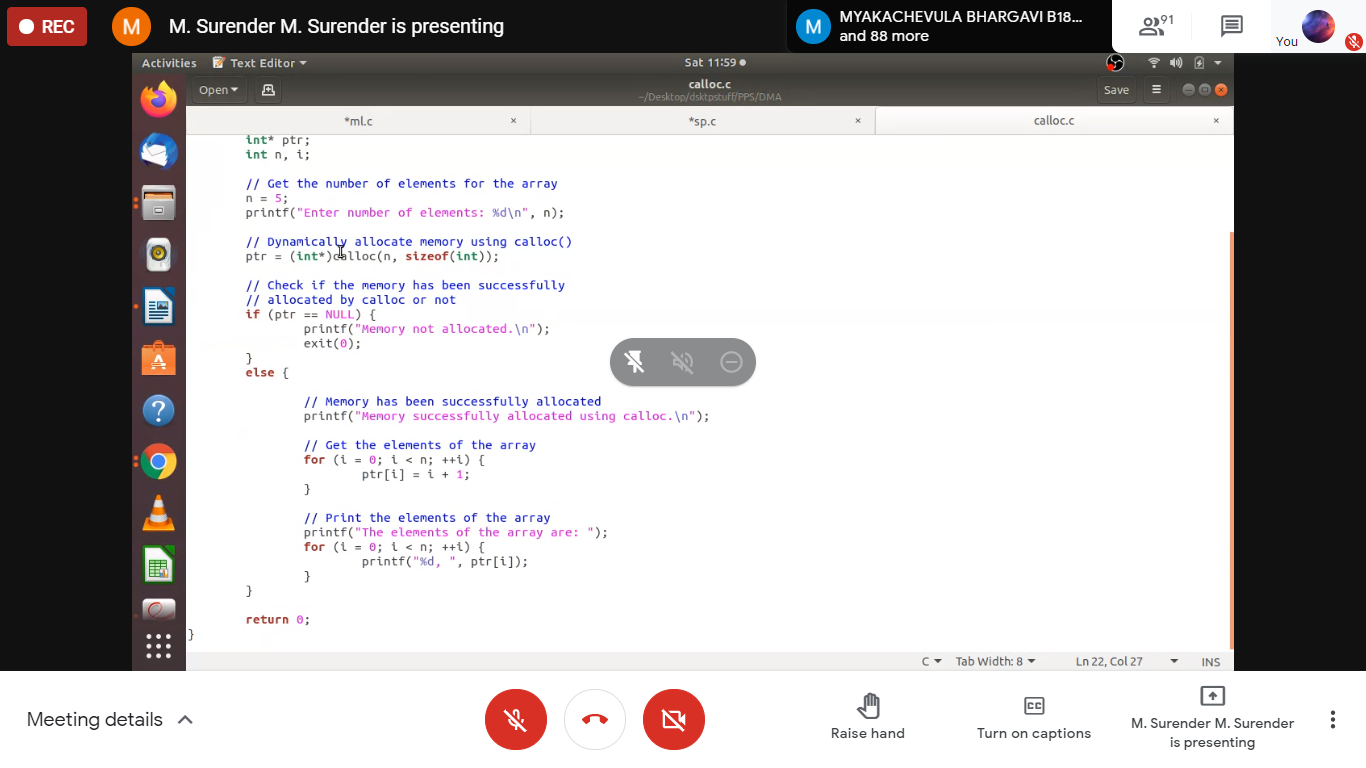 REC
M
M. Surender M. Surender is presenting
M
MYAKACHEVULA BHARGAVI B18...
and 88 more
91
You
Activities
Text Editor
Sat 11:59
Open
calloc.c
~/Desktop/dsktpstuff/PPS/DMA
Save
*ml.c
*sp.c
calloc.c
int* ptr;
int n, i;
// Get the number of elements for the array
n = 5;
printf("Enter number of elements: %d\n", n);
// Dynamically allocate memory using calloc()
ptr = (int*)calloc(n, sizeof(int));
// Check if the memory has been successfully
// allocated by calloc or not
if (ptr == NULL) {
printf("Memory not allocated.\n");
exit(0);
}
else {
// Memory has been successfully allocated
printf("Memory successfully allocated using calloc.\n");
// Get the elements of the array
for (i = 0; i < n; ++i) {
ptr[i] = i + 1;
}
// Print the elements of the array
printf("The elements of the array are: ");
for (i = 0; i < n; ++i) {
printf("%d, ", ptr[i]);
}
}
return 0;
}
C
Tab Width: 8
Ln 22, Col 27
INS
Meeting details
Raise hand
CC
Turn on captions
M. Surender M. Surender
is presenting